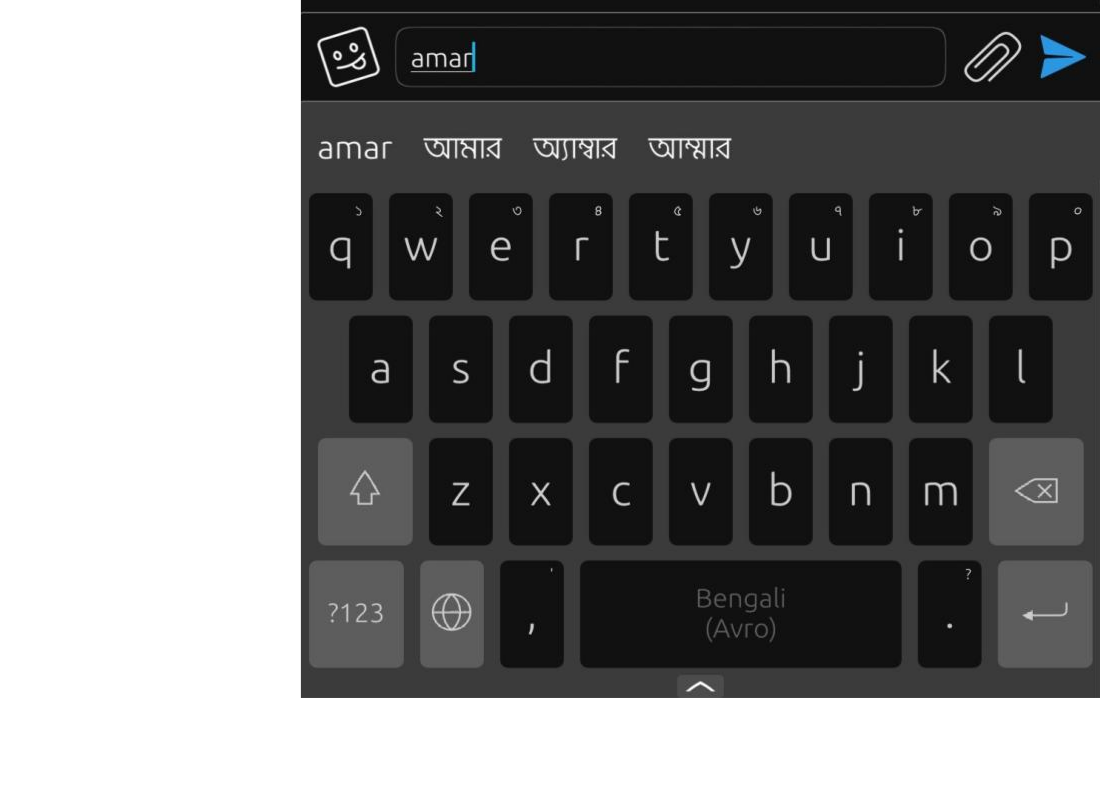 amar
amar আমার অ্যাম্বার আম্মার
১ ২ ৩ ৪ ৫ ৬ ৭ ৮ ৯ ০
q w e r t y u i o p
a s d f g h j k l
z x c v b n m
' ?
?123 , Bengali .
(Avro)